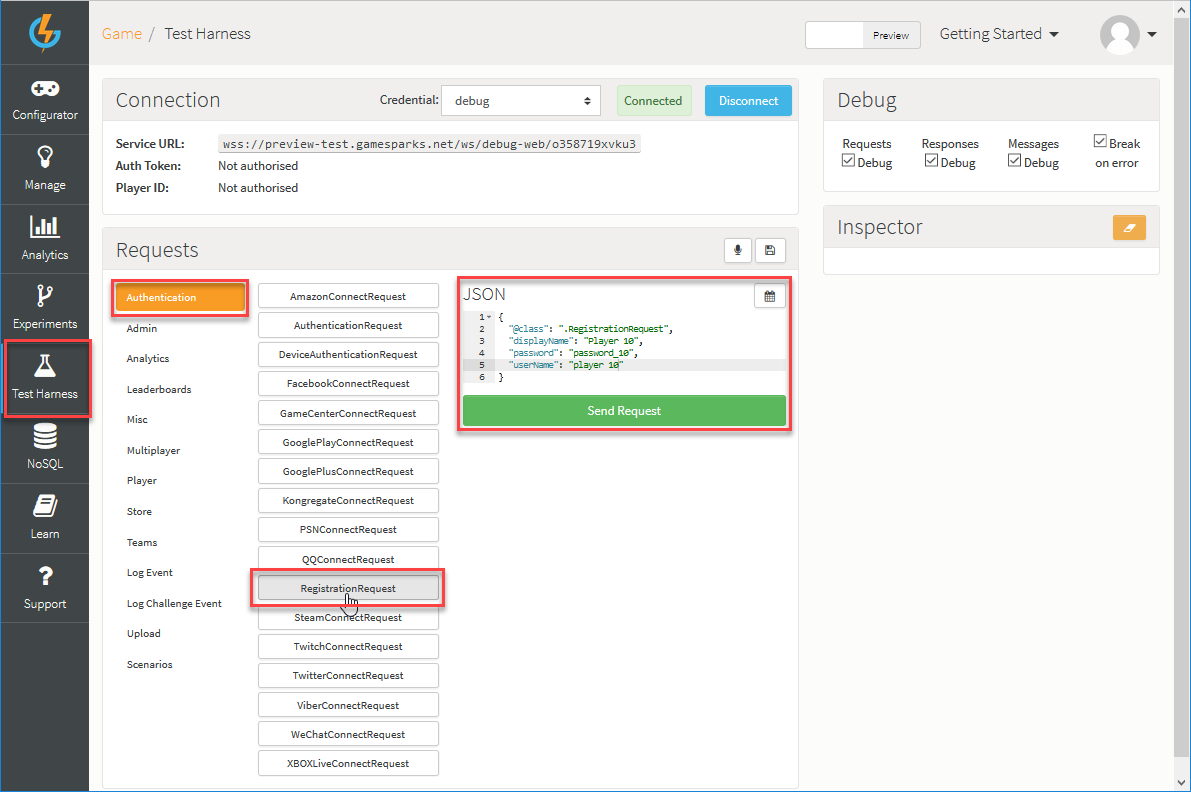 Game / Test Harness
Preview
Getting Started
Configurator
Manage
Analytics
Experiments
Test Harness
NoSQL
Learn
Support
Connection
Credential:
debug
Connected
Disconnect
Service URL: wss://preview-test.gamesparks.net/ws/debug-web/o358719xvku3
Auth Token: Not authorised
Player ID: Not authorised
Debug
Requests
Debug
Responses
Debug
Messages
Debug
Break
on error
Inspector
Requests
Authentication
Admin
Analytics
Leaderboards
Misc
Multiplayer
Player
Store
Teams
Log Event
Log Challenge Event
Upload
Scenarios
AmazonConnectRequest
AuthenticationRequest
DeviceAuthenticationRequest
FacebookConnectRequest
GameCenterConnectRequest
GooglePlayConnectRequest
GooglePlusConnectRequest
KongregateConnectRequest
PSNConnectRequest
QQConnectRequest
RegistrationRequest
SteamConnectRequest
TwitchConnectRequest
TwitterConnectRequest
ViberConnectRequest
WeChatConnectRequest
XBOXLiveConnectRequest
JSON
1 {
2 "@class": ".RegistrationRequest",
3 "displayName": "Player 10",
4 "password": "password_10",
5 "userName": "player 10"
6 }
Send Request